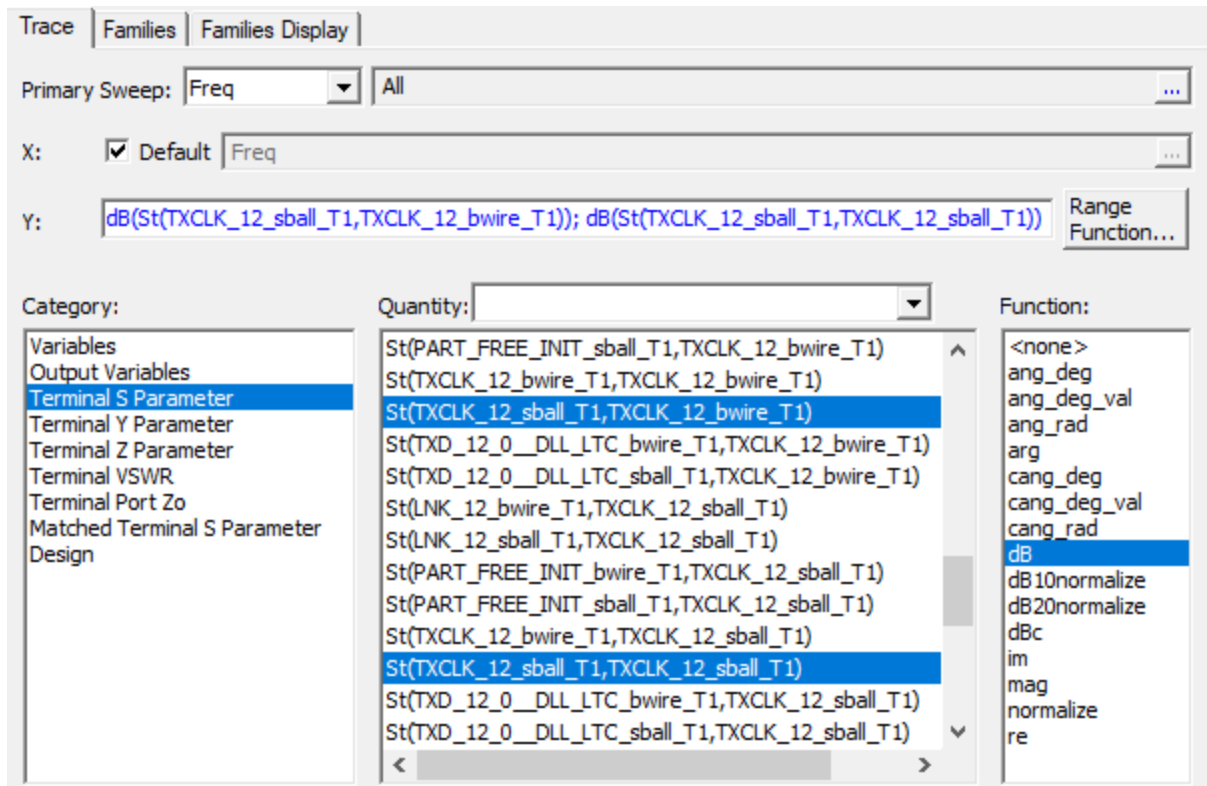 Trace Families Families Display
Primary Sweep: Freq All ...
X: Default Freq ...
Y: dB(St(TXCLK_12_sball_T1,TXCLK_12_bwire_T1)); dB(St(TXCLK_12_sball_T1,TXCLK_12_sball_T1)) Range Function...
Category:
Variables
Output Variables
Terminal S Parameter
Terminal Y Parameter
Terminal Z Parameter
Terminal VSWR
Terminal Port Zo
Matched Terminal S Parameter
Design
Quantity:
St(PART_FREE_INIT_sball_T1,TXCLK_12_bwire_T1)
St(TXCLK_12_bwire_T1,TXCLK_12_bwire_T1)
St(TXCLK_12_sball_T1,TXCLK_12_bwire_T1)
St(TXD_12_0__DLL_LTC_bwire_T1,TXCLK_12_bwire_T1)
St(TXD_12_0__DLL_LTC_sball_T1,TXCLK_12_bwire_T1)
St(LNK_12_bwire_T1,TXCLK_12_sball_T1)
St(LNK_12_sball_T1,TXCLK_12_sball_T1)
St(PART_FREE_INIT_bwire_T1,TXCLK_12_sball_T1)
St(PART_FREE_INIT_sball_T1,TXCLK_12_sball_T1)
St(TXCLK_12_bwire_T1,TXCLK_12_sball_T1)
St(TXCLK_12_sball_T1,TXCLK_12_sball_T1)
St(TXD_12_0__DLL_LTC_bwire_T1,TXCLK_12_sball_T1)
St(TXD_12_0__DLL_LTC_sball_T1,TXCLK_12_sball_T1)
Function:
<none>
ang_deg
ang_deg_val
ang_rad
arg
cang_deg
cang_deg_val
cang_rad
dB
dB10normalize
dB20normalize
dBc
im
mag
normalize
re